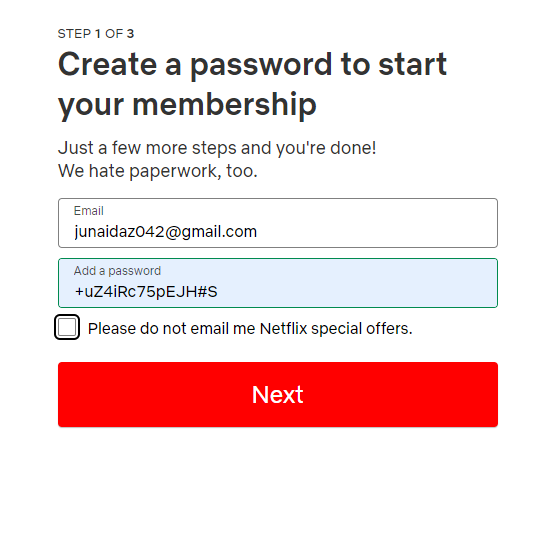 STEP 1 OF 3
Create a password to start
your membership
Just a few more steps and you're done!
We hate paperwork, too.
Email
junaidaz042@gmail.com
Add a password
+uZ4iRc75pEJH#S
Please do not email me Netflix special offers.
Next